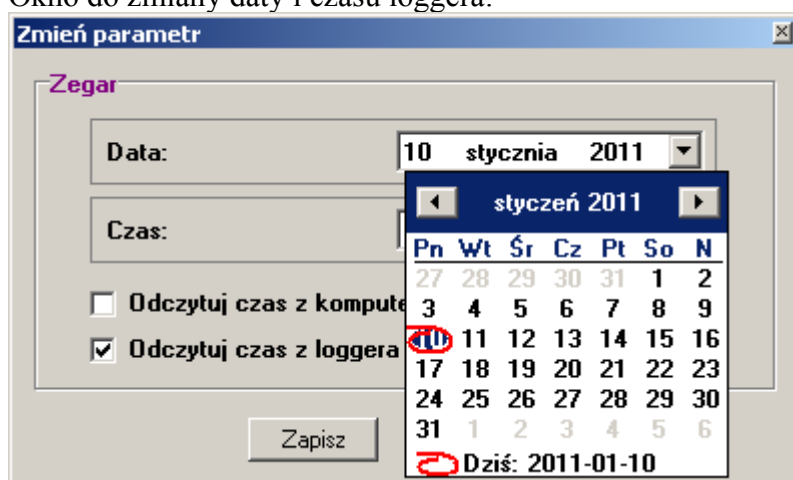 Okno do zmiany daty i czasu loggera:
Zmień parametr
Zegar
Data:
10 stycznia 2011
styczeń 2011
Czas:
Pn Wt Śr Cz Pt So N
27 28 29 30 31 1 2
Odczytuj czas z kompute
3 4 5 6 7 8 9
10 11 12 13 14 15 16
Odczytuj czas z loggera
17 18 19 20 21 22 23
24 25 26 27 28 29 30
Zapisz
31 1 2 3 4 5 6
Dziś: 2011-01-10